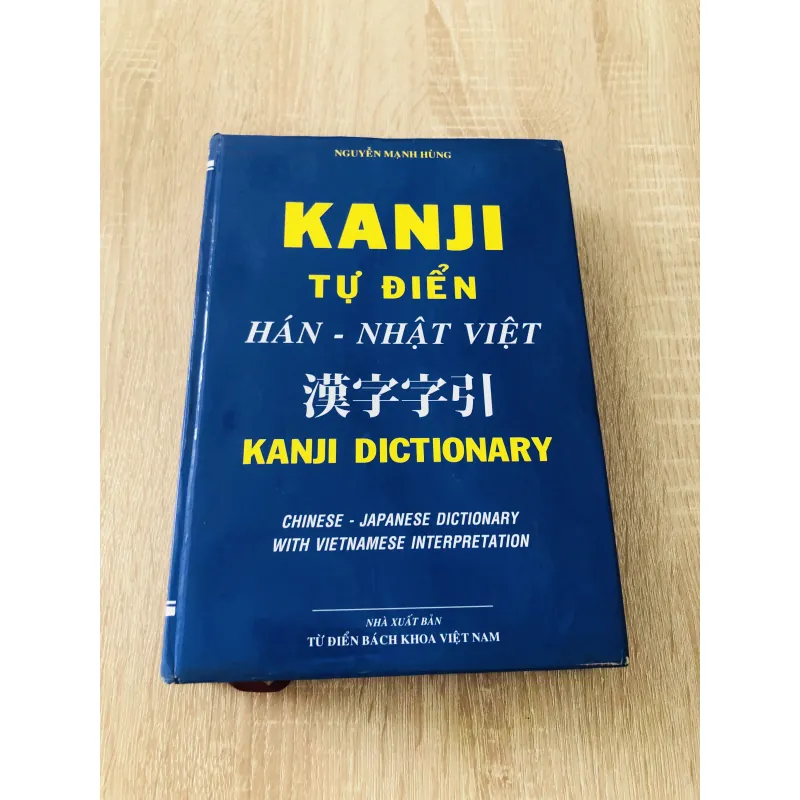 NGUYỄN MẠNH HÙNG
KANJI
TỰ ĐIỂN
HÁN - NHẬT VIỆT
漢字字引
KANJI DICTIONARY
CHINESE - JAPANESE DICTIONARY
WITH VIETNAMESE INTERPRETATION
NHÀ XUẤT BẢN
TỪ ĐIỂN BÁCH KHOA VIỆT NAM